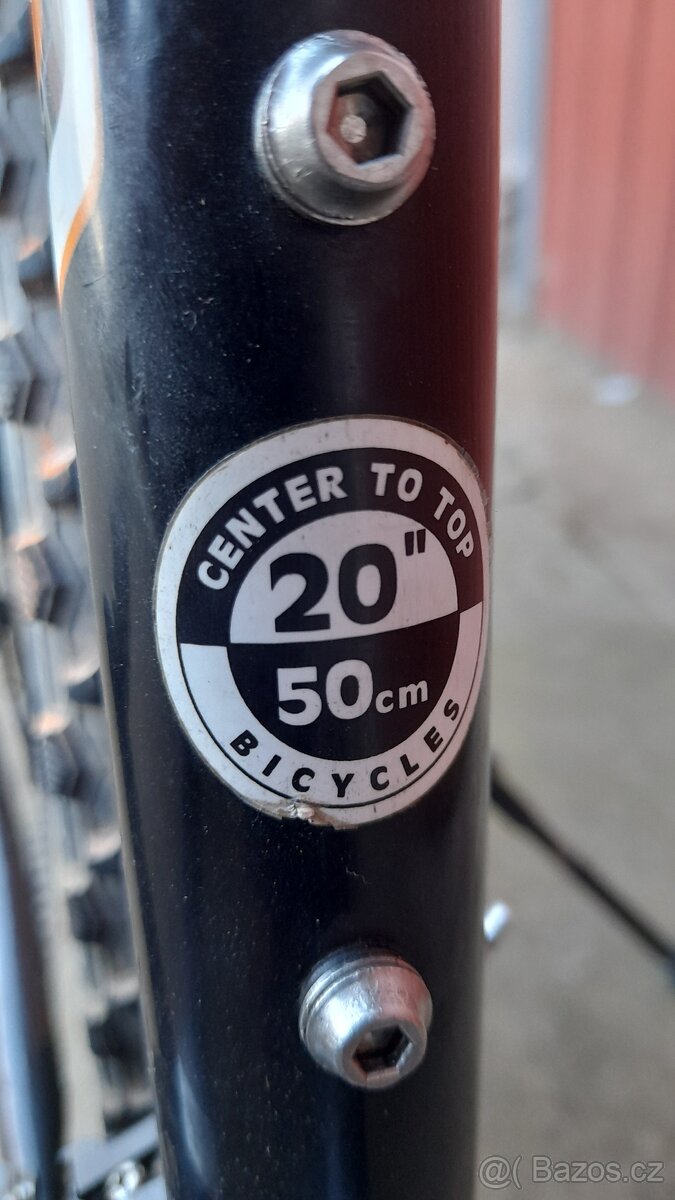 CENTER TO TOP
20"
50cm
BICYCLES
@( Bazos.cz